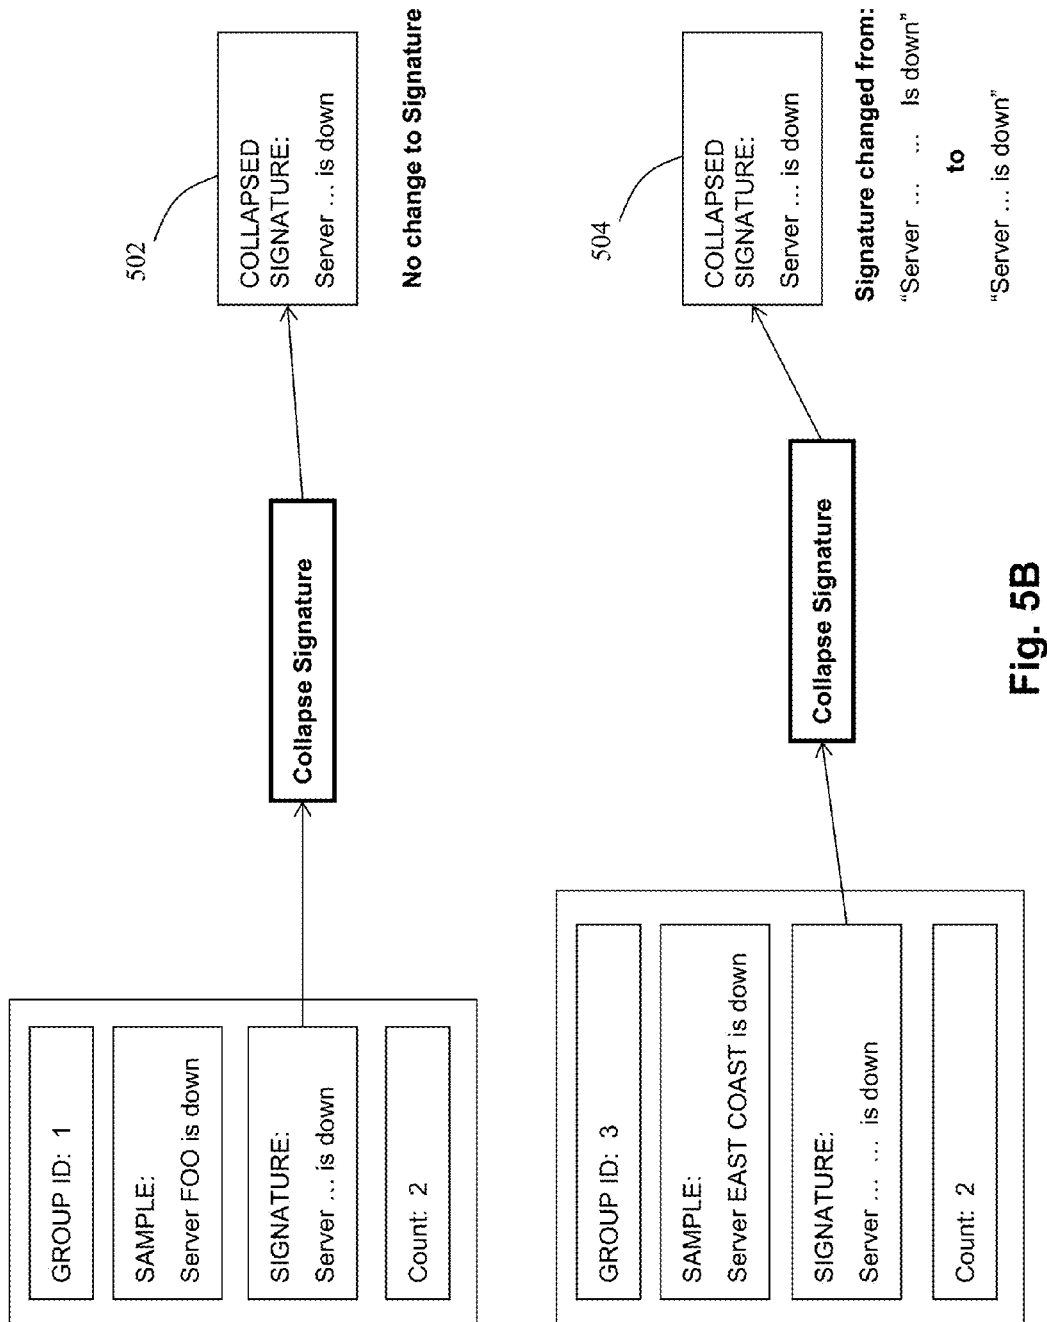 GROUP ID: 1
SAMPLE:
Server FOO is down
SIGNATURE:
Server ... is down
Count: 2
Collapse Signature
502
COLLAPSED
SIGNATURE:
Server ... is down
No change to Signature
GROUP ID: 3
SAMPLE:
Server EAST COAST is down
SIGNATURE:
Server ... ... is down
Count: 2
Collapse Signature
504
COLLAPSED
SIGNATURE:
Server ... is down
Signature changed from:
“Server ... ... Is down”
to
“Server ... is down”
Fig. 5B